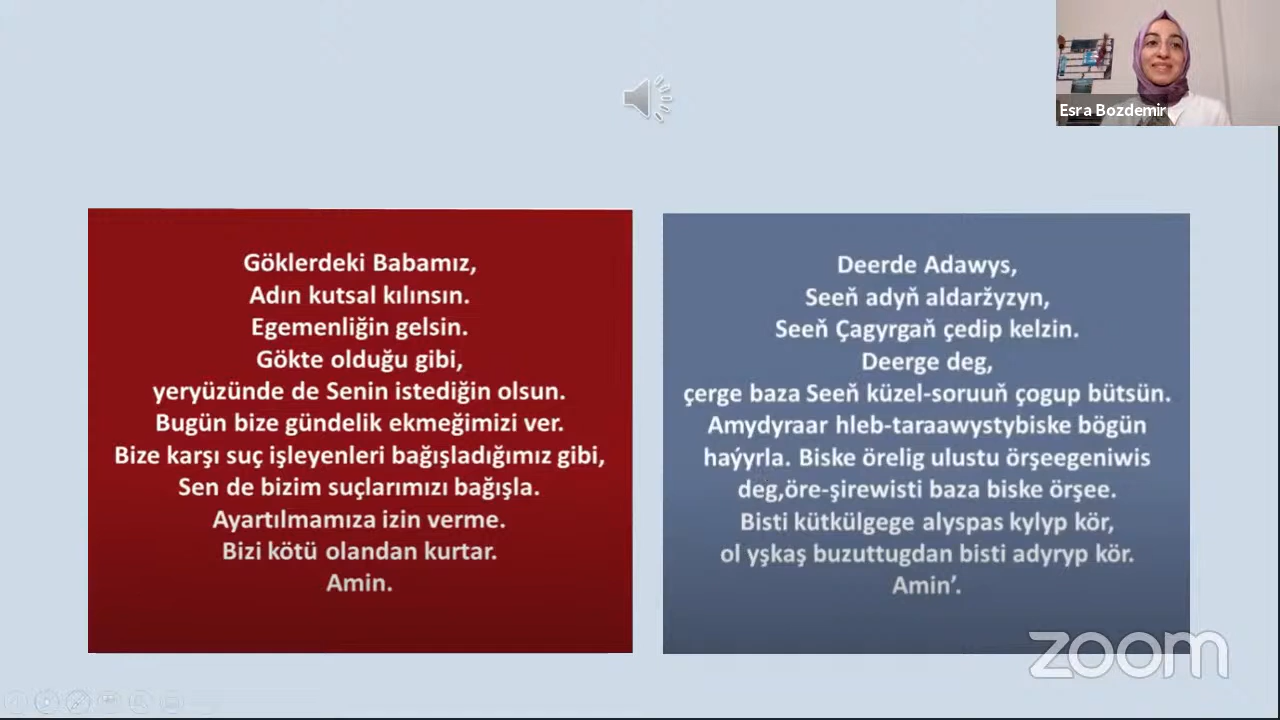 Esra Bozdemir
Göklerdeki Babamız,
Adın kutsal kılınsın.
Egemenliğin gelsin.
Gökte olduğu gibi,
yeryüzünde de Senin istediğin olsun.
Bugün bize gündelik ekmeğimizi ver.
Bize karşı suç işleyenleri bağışladığımız gibi,
Sen de bizim suçlarımızı bağışla.
Ayartılmamıza izin verme.
Bizi kötü olandan kurtar.
Amin.
Deerde Adawys,
Seeň adyň aldaržyzyn,
Seeň Çagyrgaň çedip kelzin.
Deerge deg,
çerge baza Seeň küzel-soruuň çogup bütsün.
Amydyraar hleb-taraawystybiske bögün
haýyrla. Biske örelig ulustu örşeegeniwis
deg,öre-şirewisti baza biske örşee.
Bisti kütkülgege alyspas kylyp kör,
ol yşkaş buzuttugdan bisti adyryp kör.
Amin’.
zoom